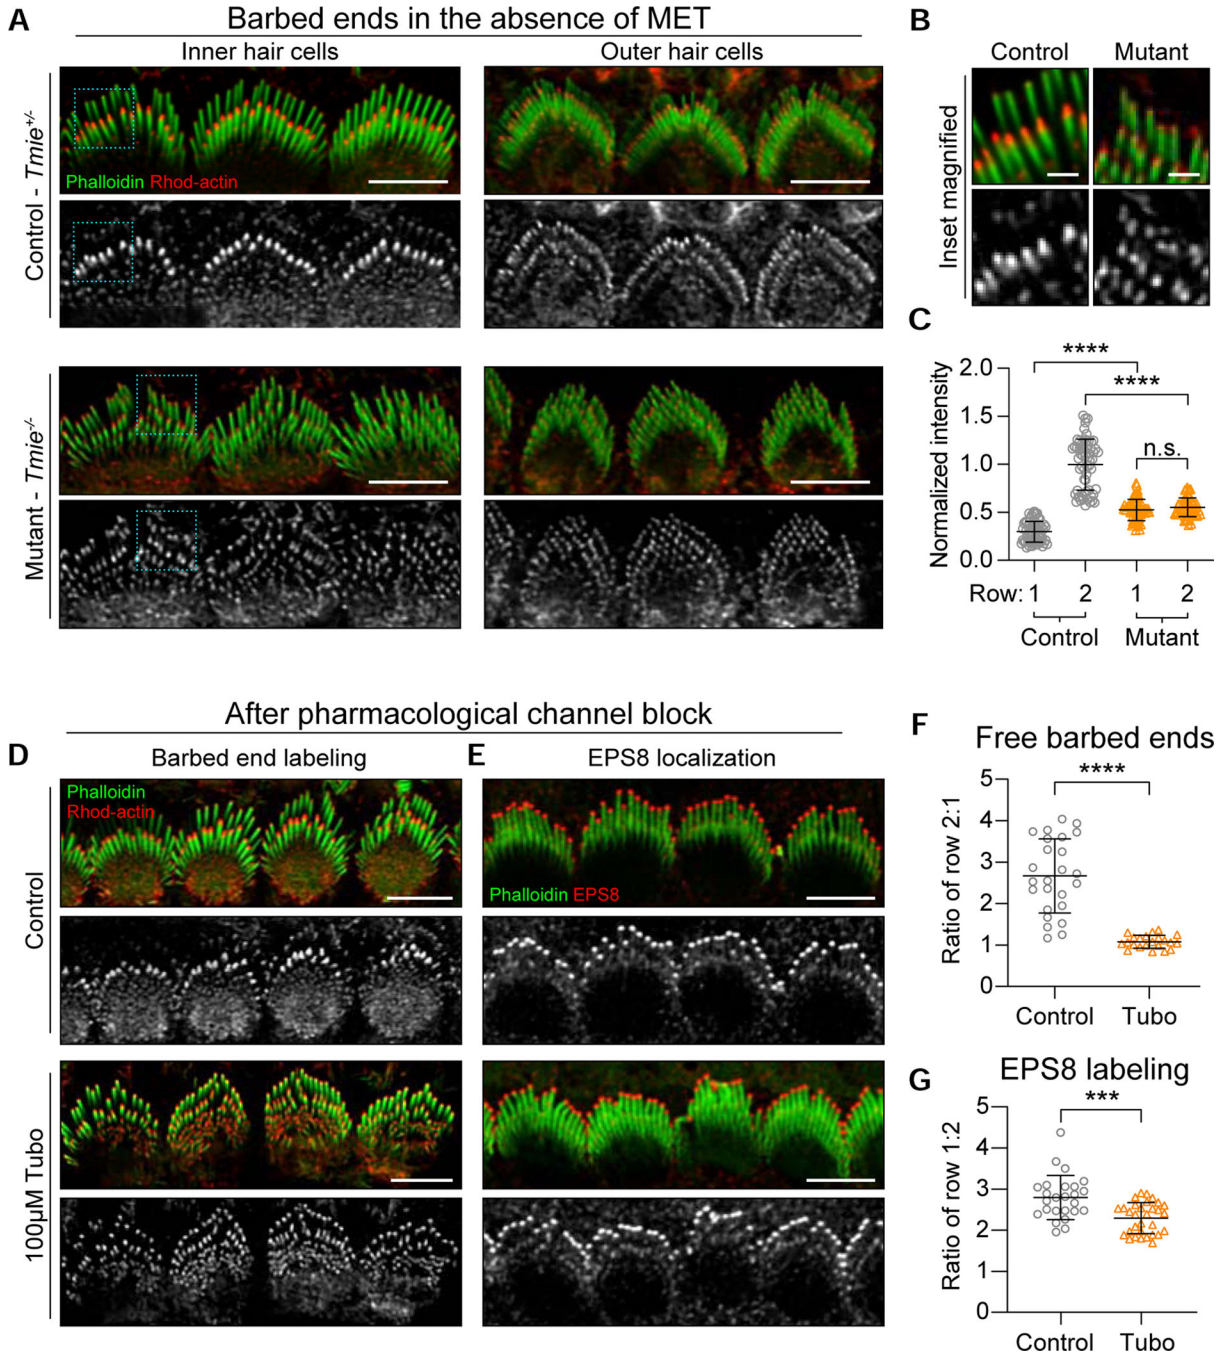 A
Barbed ends in the absence of MET
Inner hair cells
Outer hair cells
Control - Tmie+/-
Phalloidin Rhod-actin
Mutant - Tmie-/-
B
Control
Mutant
Inset magnified
C
Normalized intensity
2.0
1.5
1.0
0.5
0.0
****
****
n.s.
Row: 1 2 1 2
Control
Mutant
After pharmacological channel block
D
Barbed end labeling
E
EPS8 localization
Control
Phalloidin
Rhod-actin
Phalloidin EPS8
100µM Tubo
F
Free barbed ends
Ratio of row 2:1
5
4
3
2
1
0
****
Control
Tubo
G
EPS8 labeling
Ratio of row 1:2
5
4
3
2
1
0
***
Control
Tubo